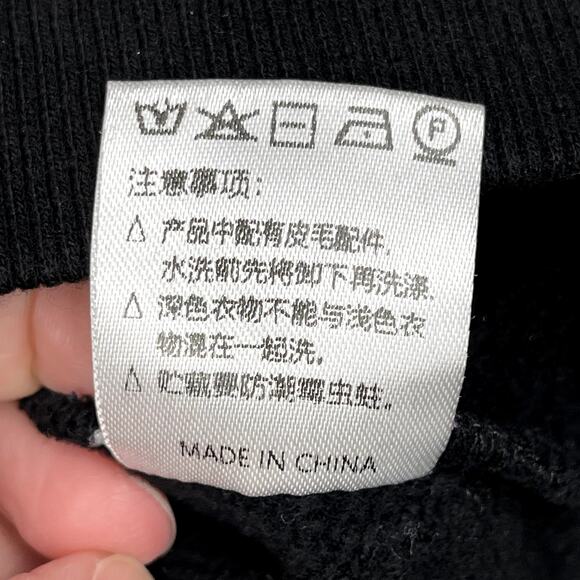 P
注意事项:
△ 产品中配有皮毛配件,
水洗前先将卸下再洗涤.
△ 深色衣物不能与浅色衣
物混在一起洗.
△ 贮藏要防潮霉虫蛀.
MADE IN CHINA